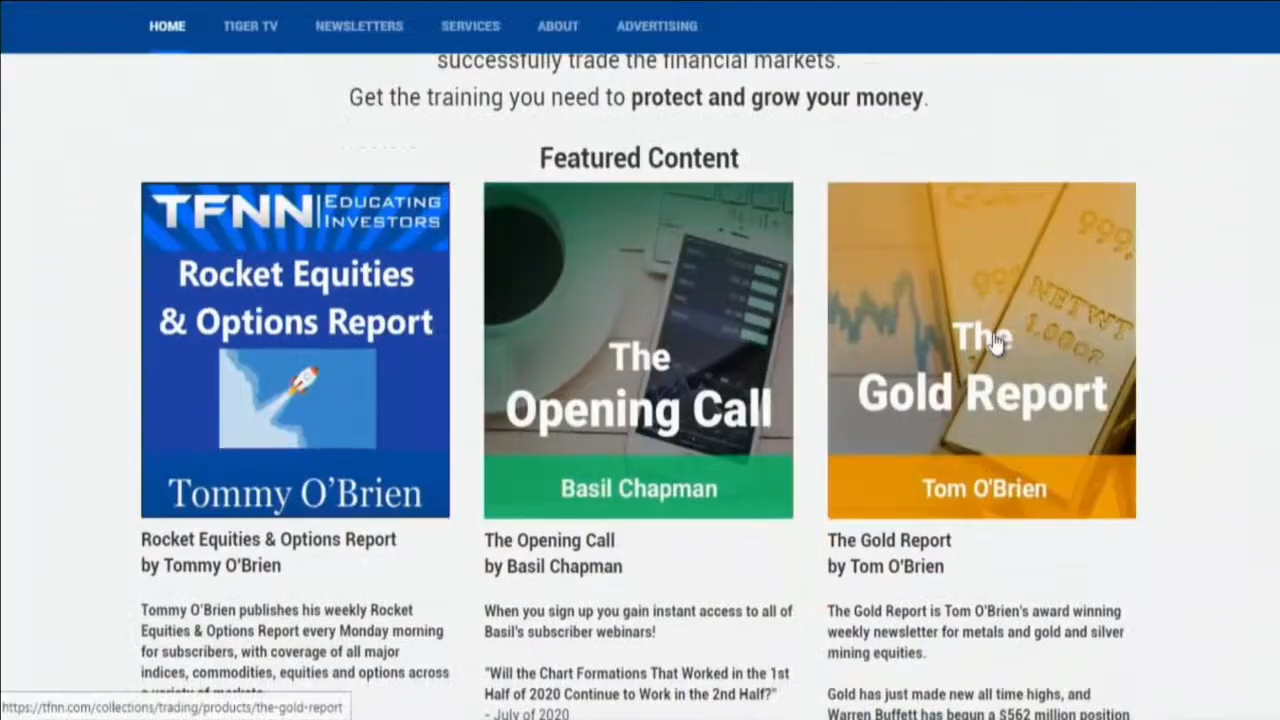 HOME TIGER TV NEWSLETTERS SERVICES ABOUT ADVERTISING
successfully trade the financial markets.
Get the training you need to protect and grow your money.
Featured Content
TFNN EDUCATING
INVESTORS
Rocket Equities
& Options Report
Tommy O'Brien
The
Opening Call
Basil Chapman
999.
999
NETWT
1.00oz
The
Gold Report
Tom O'Brien
Rocket Equities & Options Report
by Tommy O'Brien
Tommy O'Brien publishes his weekly Rocket
Equities & Options Report every Monday morning
for subscribers, with coverage of all major
indices, commodities, equities and options across
a variety of markets.
The Opening Call
by Basil Chapman
When you sign up you gain instant access to all of
Basil's subscriber webinars!
"Will the Chart Formations That Worked in the 1st
Half of 2020 Continue to Work in the 2nd Half?"
- July of 2020
The Gold Report
by Tom O'Brien
The Gold Report is Tom O'Brien's award winning
weekly newsletter for metals and gold and silver
mining equities.
Gold has just made new all time highs, and
Warren Buffett has begun a $562 million position
https://tfnn.com/collections/trading/products/the-gold-report